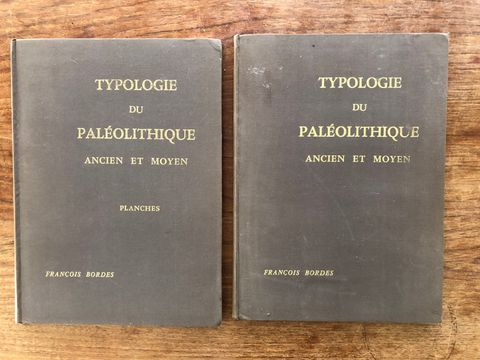 TYPOLOGIE
DU
PALÉOLITHIQUE
ANCIEN ET MOYEN
PLANCHES
FRANÇOIS BORDES
TYPOLOGIE
DU
PALÉOLITHIQUE
ANCIEN ET MOYEN
FRANÇOIS BORDES